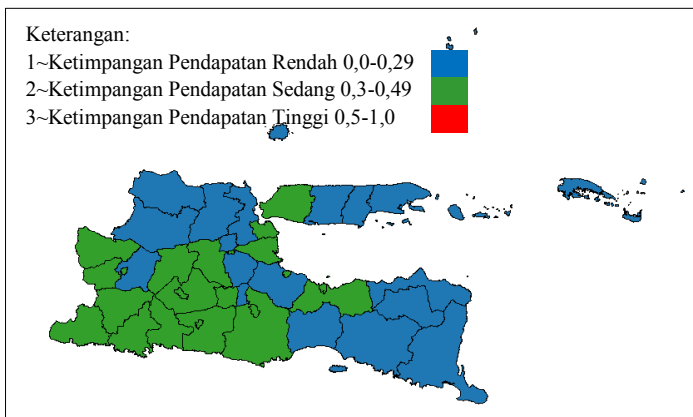 Keterangan:
1~Ketimpangan Pendapatan Rendah 0,0-0,29
2~Ketimpangan Pendapatan Sedang 0,3-0,49
3~Ketimpangan Pendapatan Tinggi 0,5-1,0